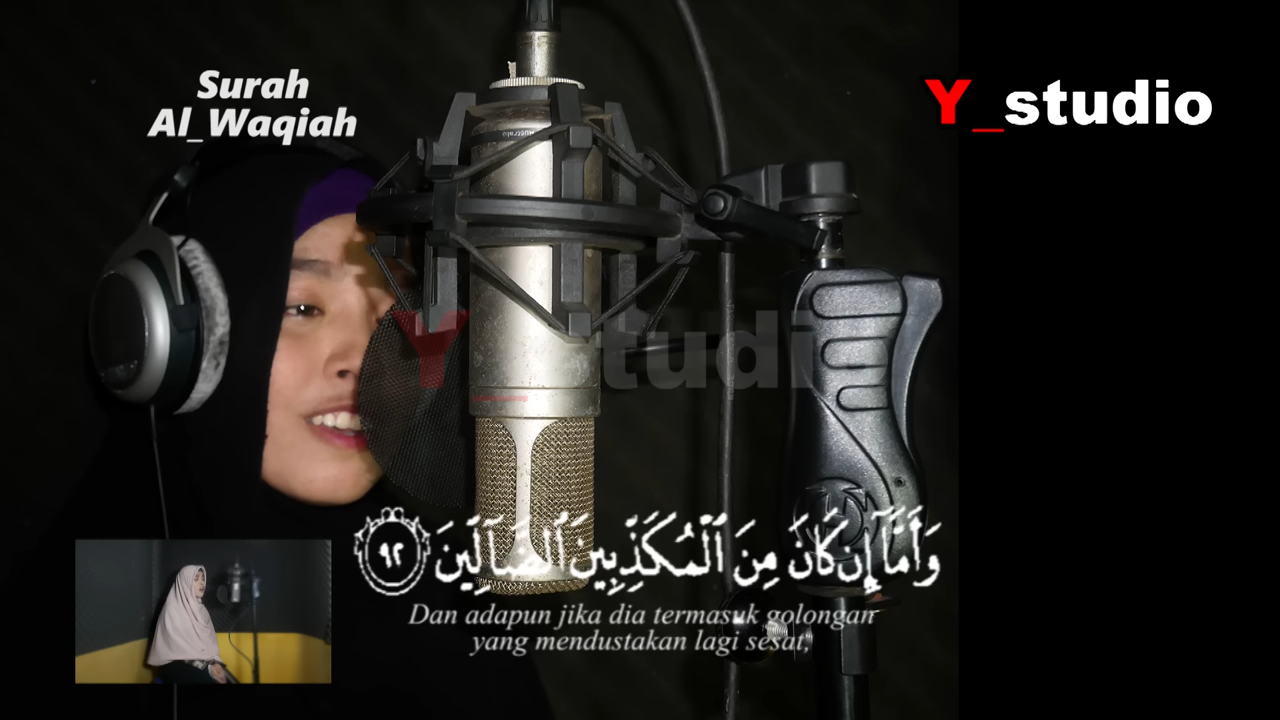 Surah
Al_Waqiah
Y_studio
Y_studi
وَأَمَّآ إِن كَانَ مِنَ ٱلْمُكَذِّبِينَ ٱلضَّآلِّينَ ٩٢
Dan adapun jika dia termasuk golongan
yang mendustakan lagi sesat,